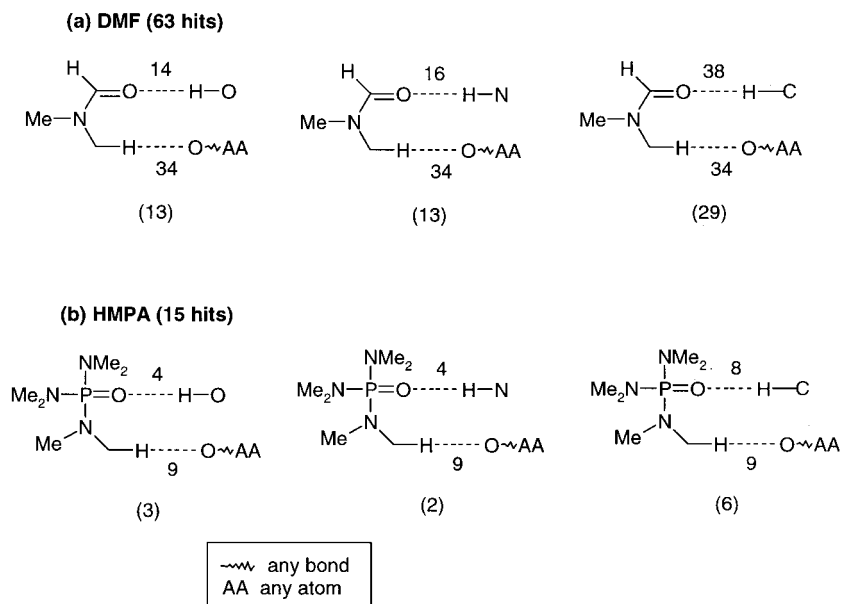 (a) DMF (63 hits)
H 14 H 16 H 38
O H O O H N O H C
Me N Me N Me N
H O AA H O AA H O AA
34 34 34
(13) (13) (29)
(b) HMPA (15 hits)
NMe2 4 NMe2 4 NMe2 8
Me2N P O H O Me2N P O H N Me2N P O H C
N N N
Me H O AA Me H O AA Me H O AA
9 9 9
(3) (2) (6)
any bond
AA any atom